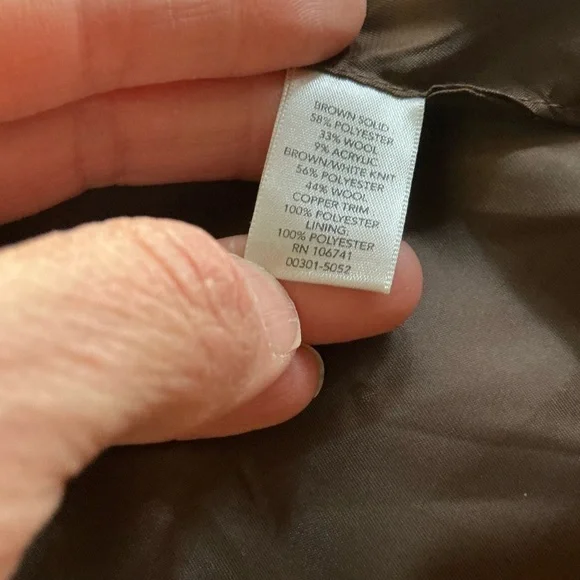 BROWN SOLID
58% POLYESTER
33% WOOL
9% ACRYLIC
BROWN/WHITE KNIT
56% POLYESTER
44% WOOL
COPPER TRIM
100% POLYESTER
LINING:
100% POLYESTER
RN 106741
00301-5052